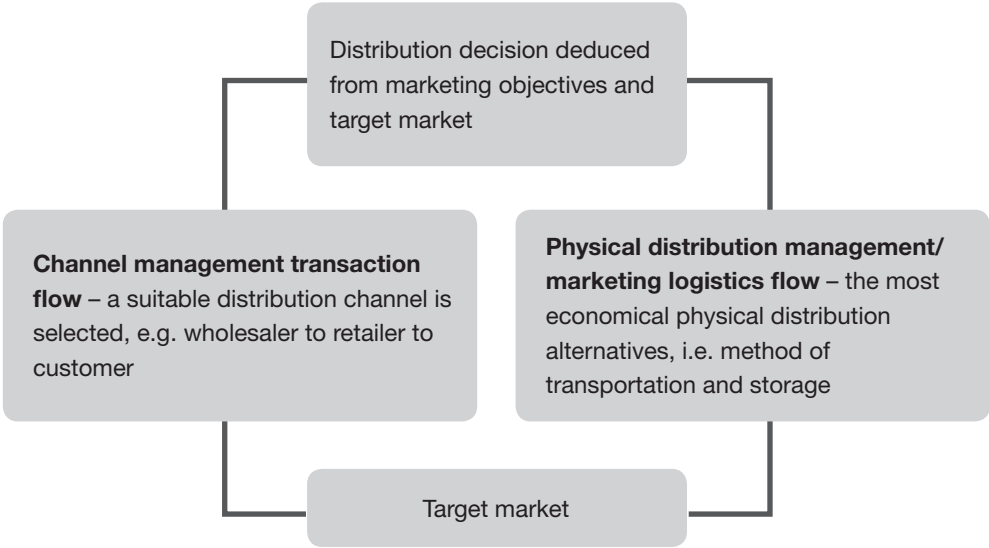 Distribution decision deduced
from marketing objectives and
target market
Channel management transaction
flow – a suitable distribution channel is
selected, e.g. wholesaler to retailer to
customer
Physical distribution management/
marketing logistics flow – the most
economical physical distribution
alternatives, i.e. method of
transportation and storage
Target market